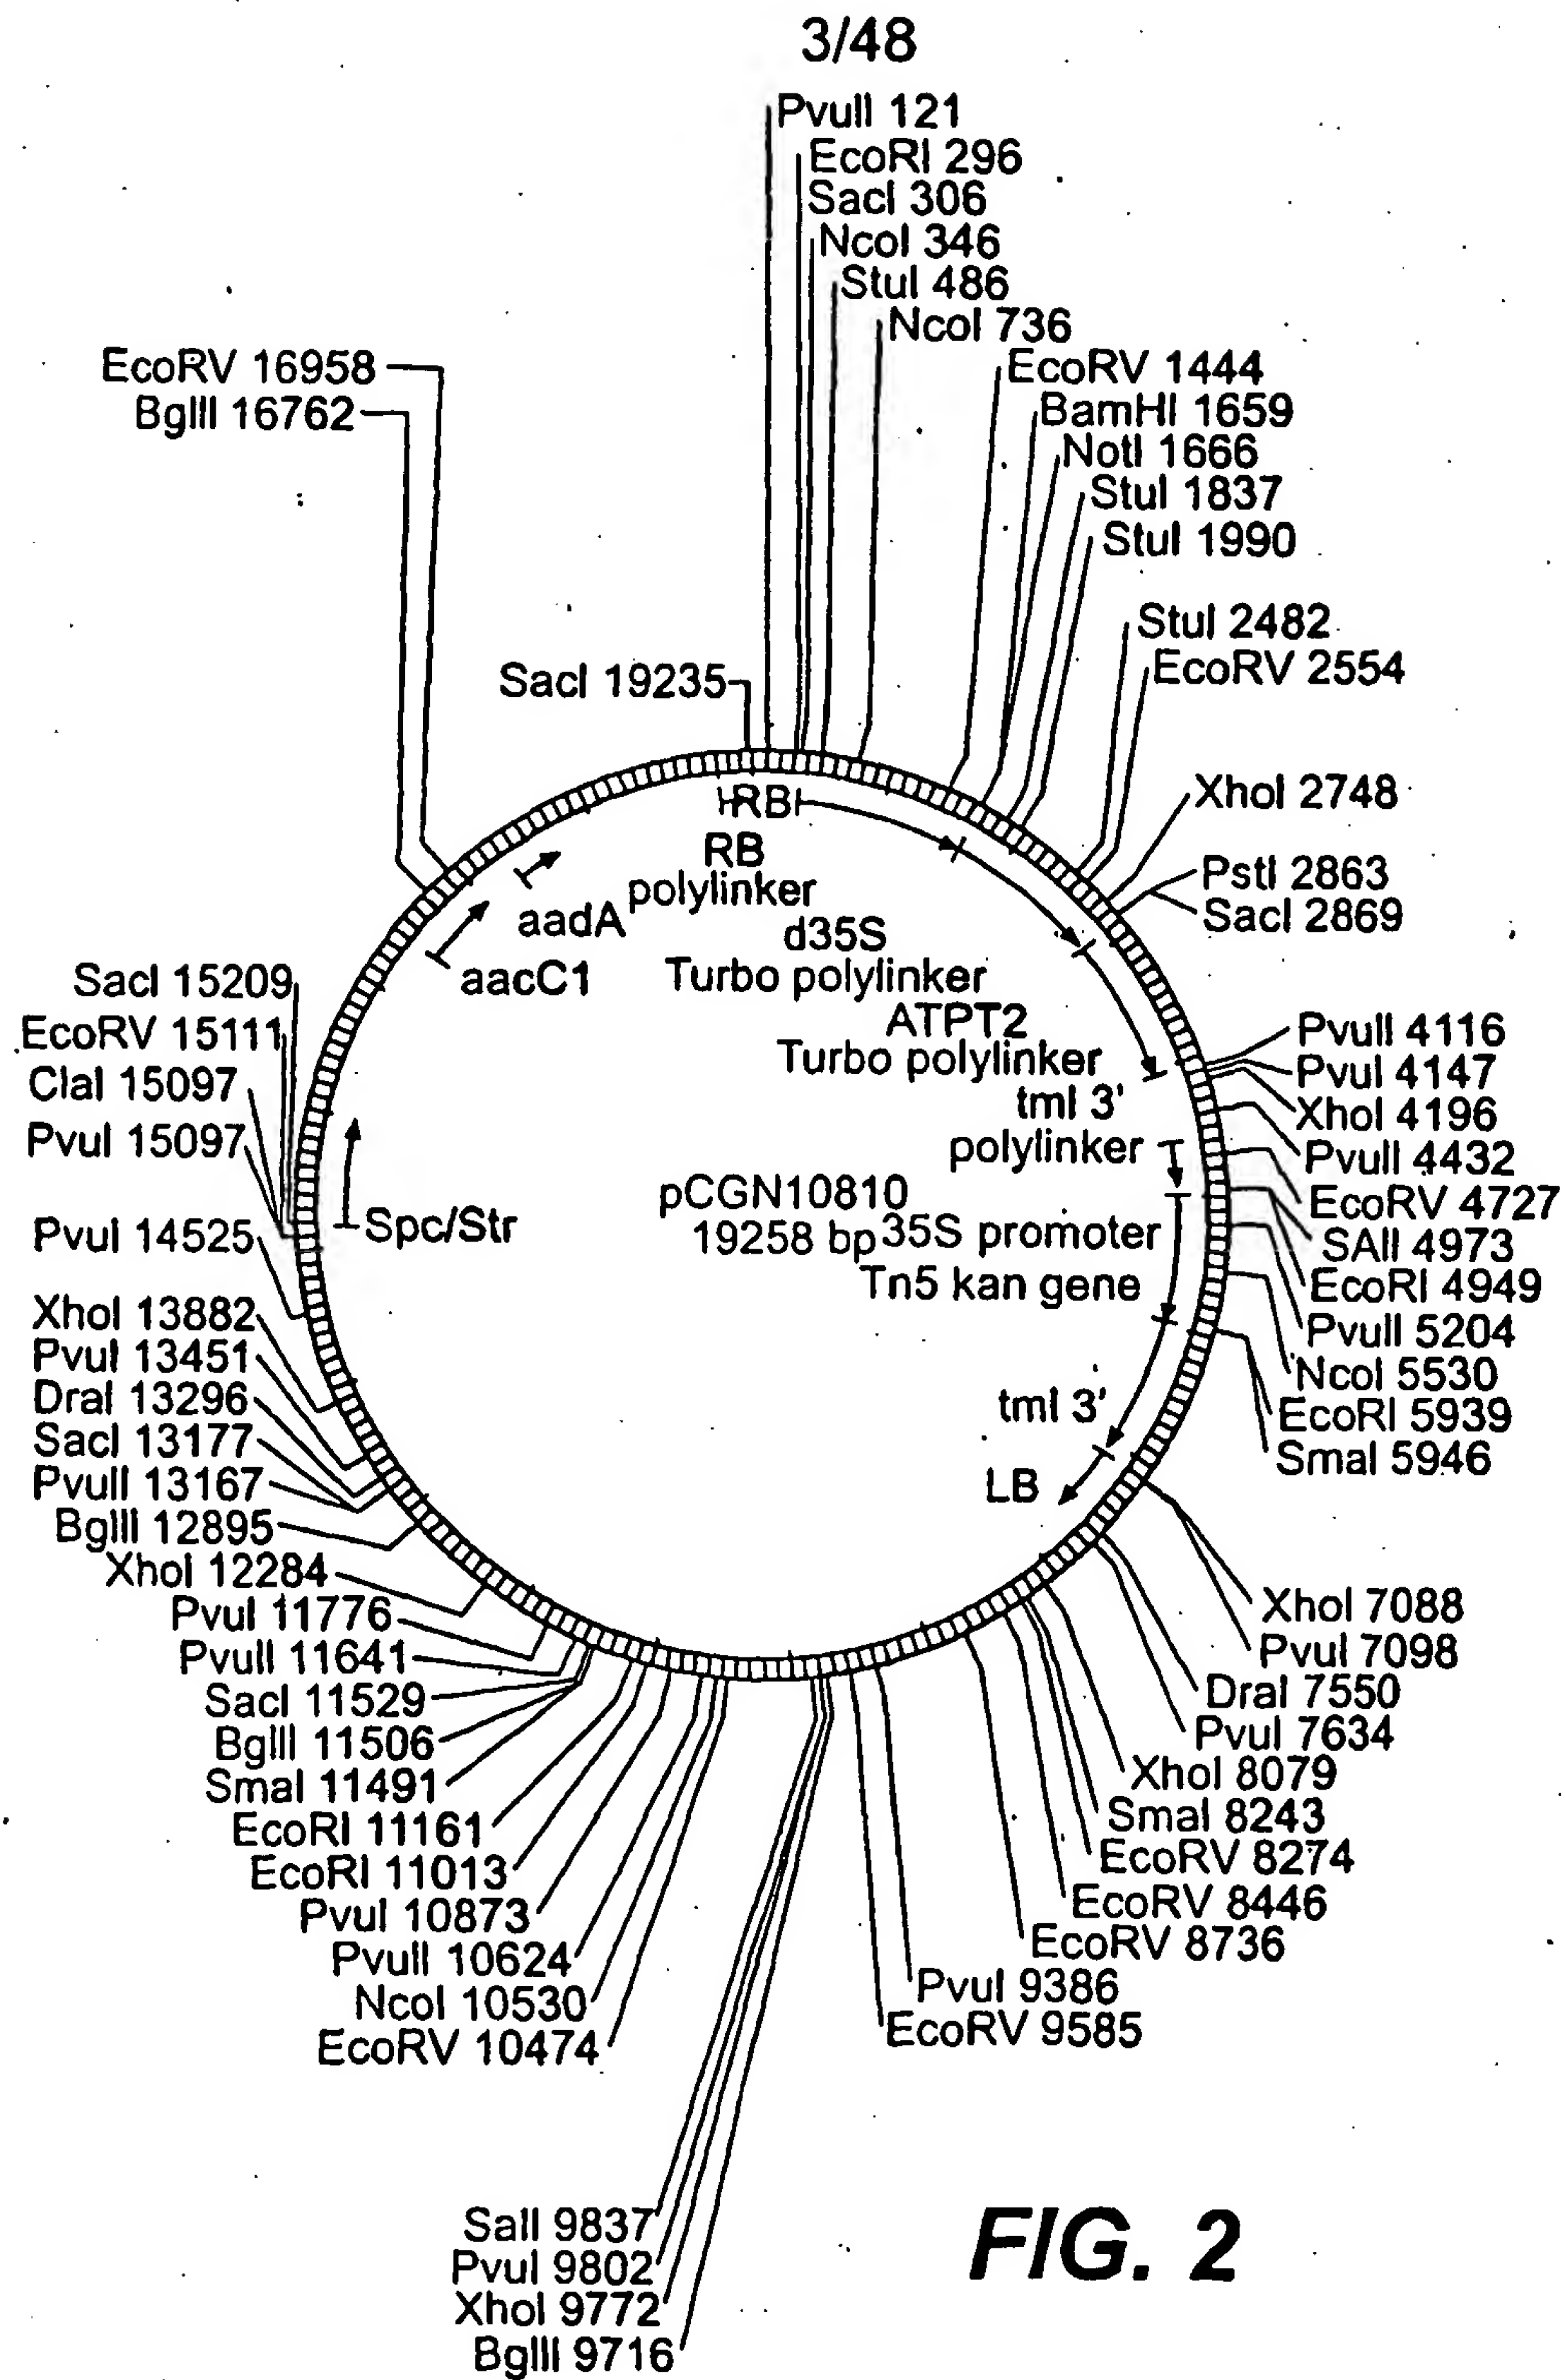 3/48
PvuII 121
EcoRI 296
SacI 306
NcoI 346
StuI 486
NcoI 736
EcoRV 1444
BamHI 1659
NotI 1666
StuI 1837
StuI 1990
StuI 2482
EcoRV 2554
XhoI 2748
PstI 2863
SacI 2869
PvuII 4116
PvuI 4147
XhoI 4196
PvuII 4432
EcoRV 4727
SAlI 4973
EcoRI 4949
PvuII 5204
NcoI 5530
EcoRI 5939
SmaI 5946
XhoI 7088
PvuI 7098
DraI 7550
PvuI 7634
XhoI 8079
SmaI 8243
EcoRV 8274
EcoRV 8446
EcoRV 8736
PvuI 9386
EcoRV 9585
BglII 9716
XhoI 9772
PvuI 9802
SalI 9837
EcoRV 10474
NcoI 10530
PvuII 10624
PvuI 10873
EcoRI 11013
EcoRI 11161
SmaI 11491
BglII 11506
SacI 11529
PvuII 11641
PvuI 11776
XhoI 12284
BglII 12895
PvuII 13167
SacI 13177
DraI 13296
PvuI 13451
XhoI 13882
PvuI 14525
PvuI 15097
ClaI 15097
EcoRV 15111
SacI 15209
BglII 16762
EcoRV 16958
SacI 19235
RB
RB
polylinker
aadA
aacC1
d35S
Turbo polylinker
ATPT2
Turbo polylinker
tml 3'
polylinker
pCGN10810
19258 bp
35S promoter
Tn5 kan gene
Spc/Str
tml 3'
LB
FIG. 2